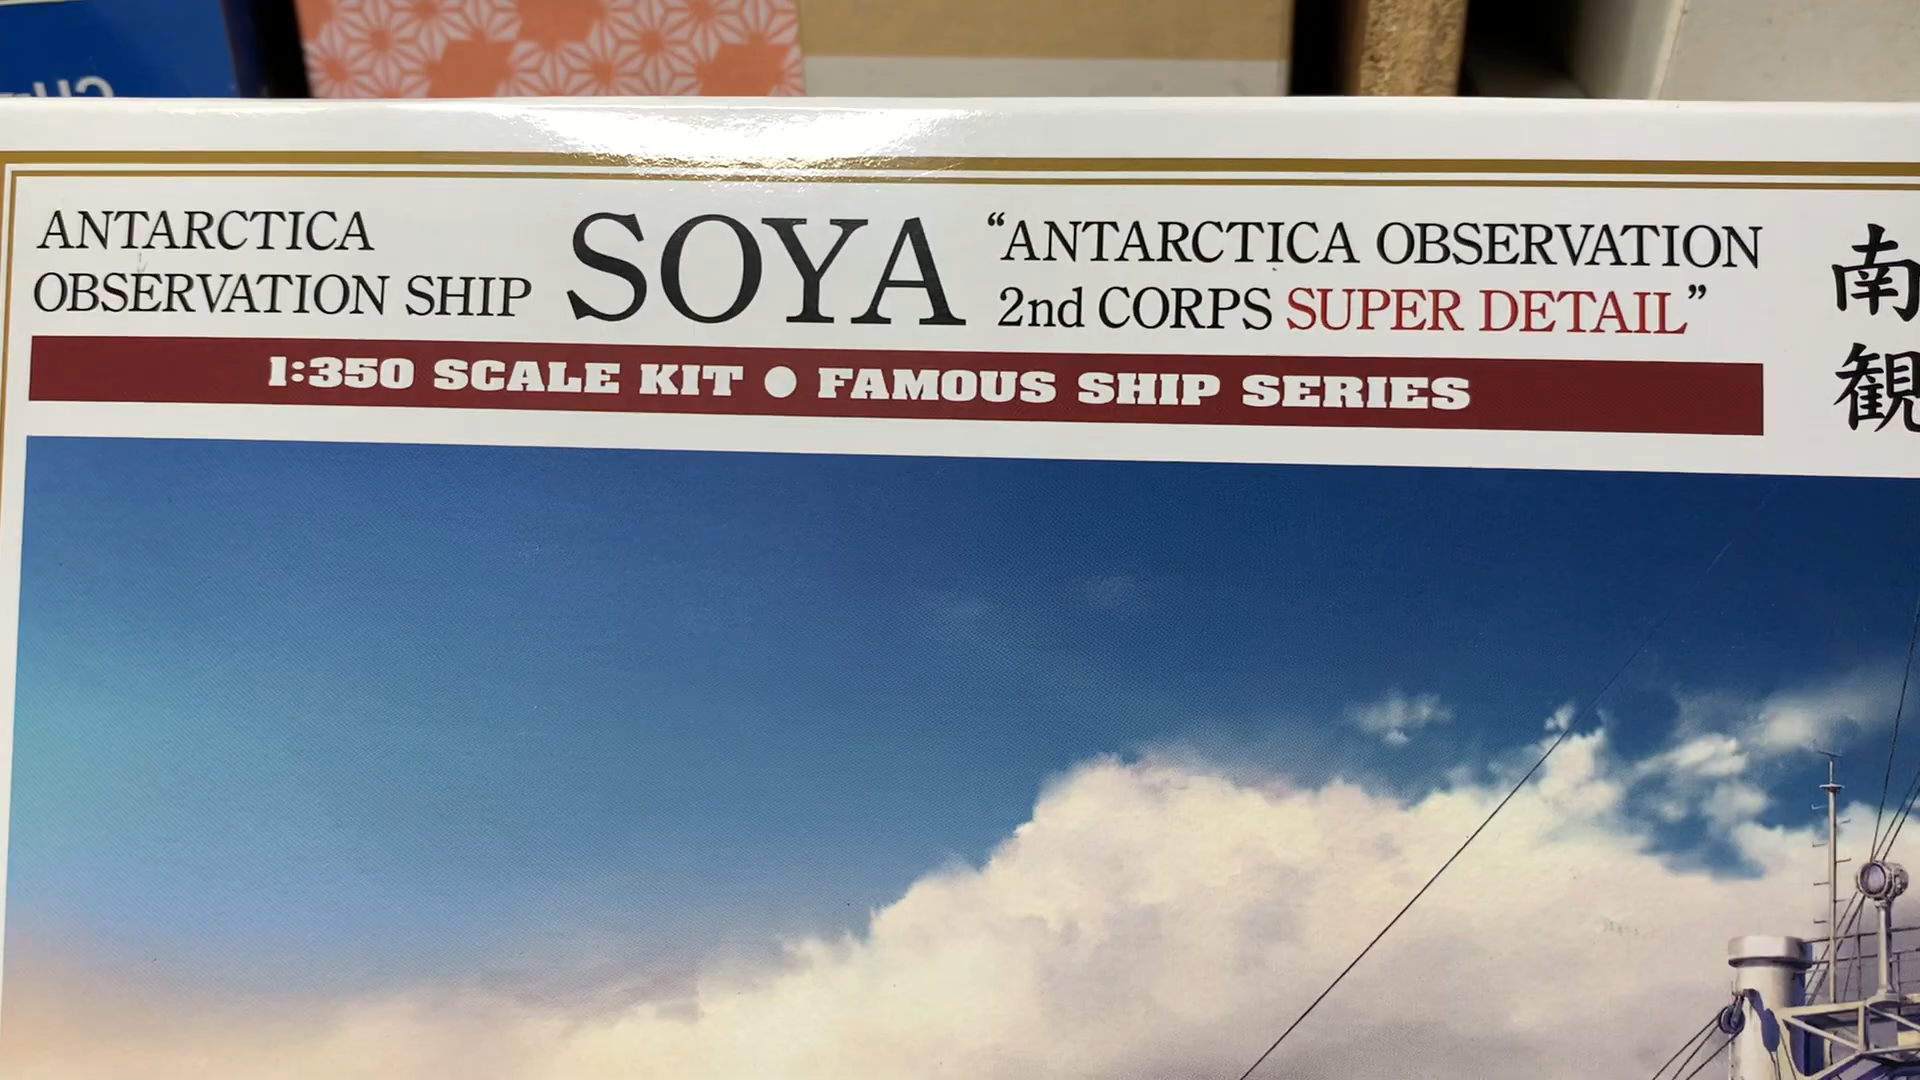 ANTARCTICA
OBSERVATION SHIP
SOYA
“ANTARCTICA OBSERVATION
2nd CORPS SUPER DETAIL”
1:350 SCALE KIT ● FAMOUS SHIP SERIES
南
観